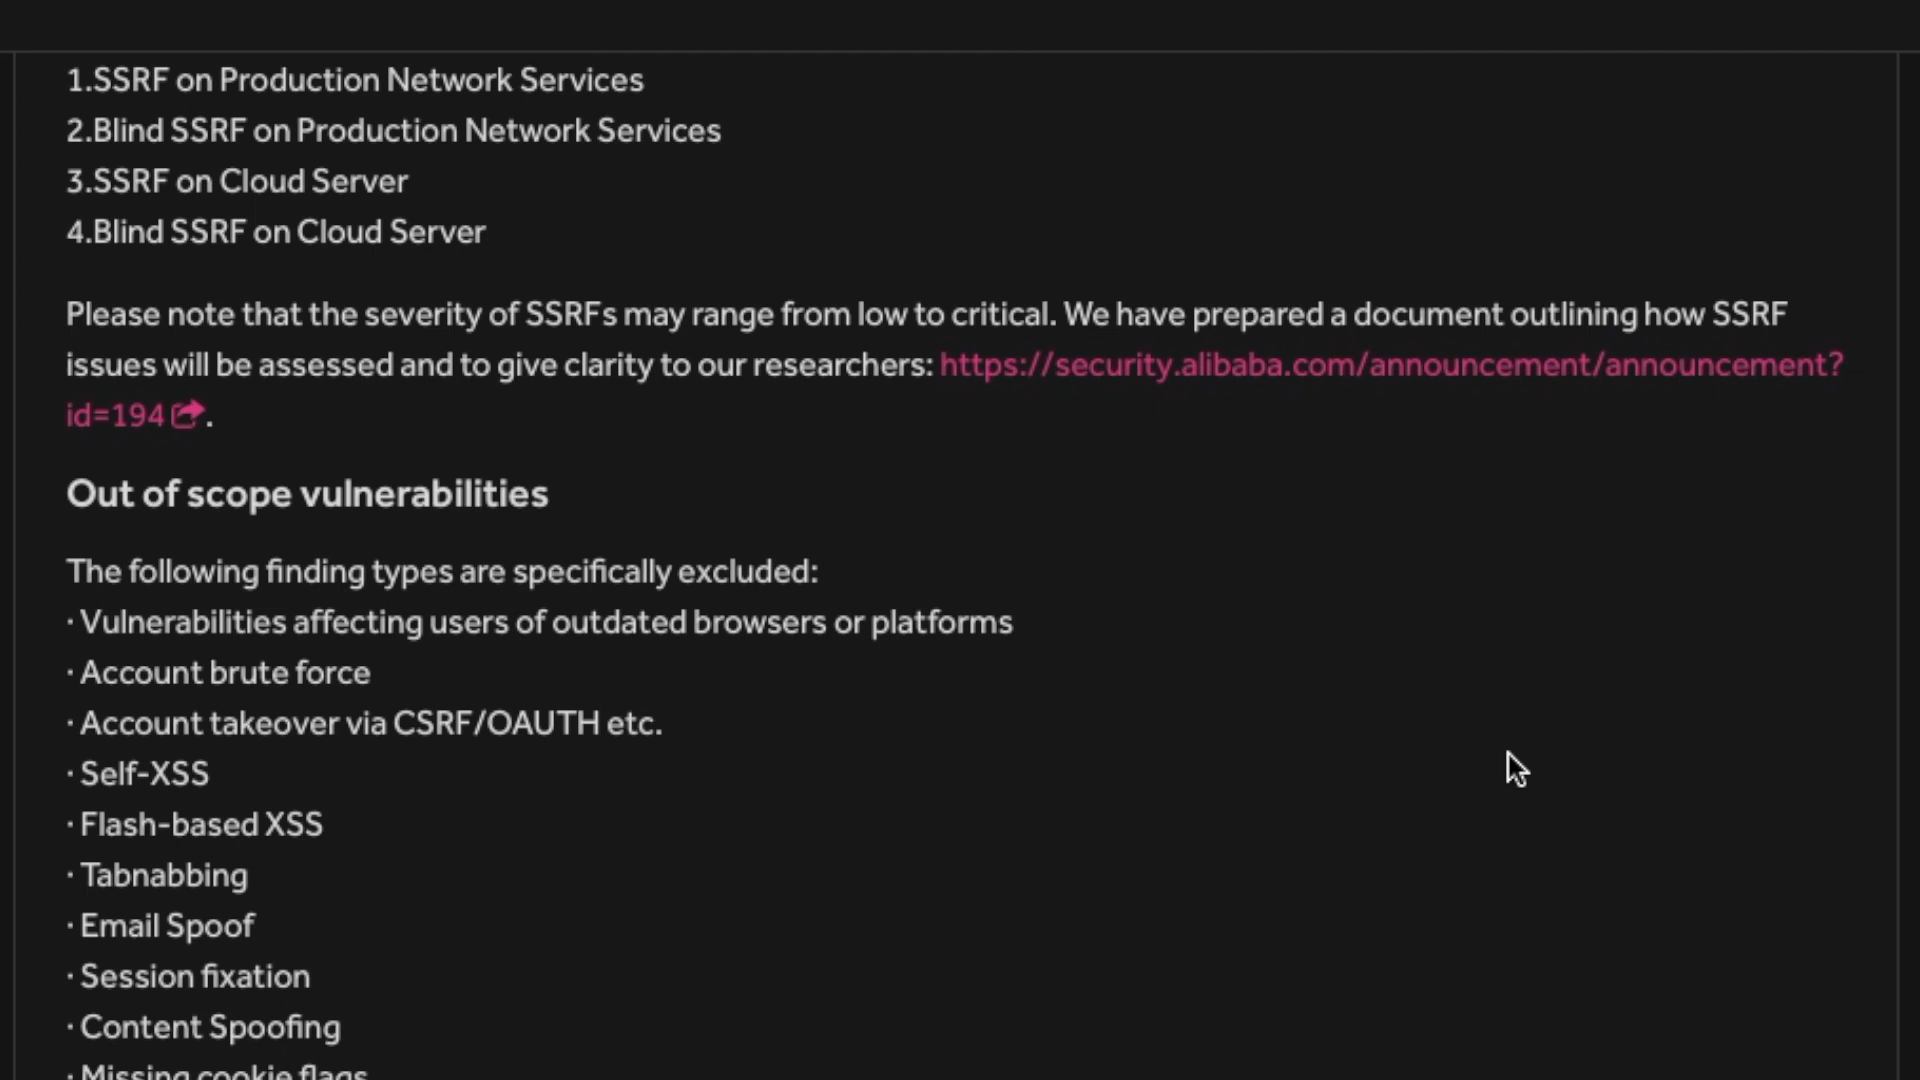 1.SSRF on Production Network Services
2.Blind SSRF on Production Network Services
3.SSRF on Cloud Server
4.Blind SSRF on Cloud Server
Please note that the severity of SSRFs may range from low to critical. We have prepared a document outlining how SSRF
issues will be assessed and to give clarity to our researchers: https://security.alibaba.com/announcement/announcement?
id=194.
Out of scope vulnerabilities
The following finding types are specifically excluded:
· Vulnerabilities affecting users of outdated browsers or platforms
· Account brute force
· Account takeover via CSRF/OAUTH etc.
· Self-XSS
· Flash-based XSS
· Tabnabbing
· Email Spoof
· Session fixation
· Content Spoofing
· Missing cookie flags